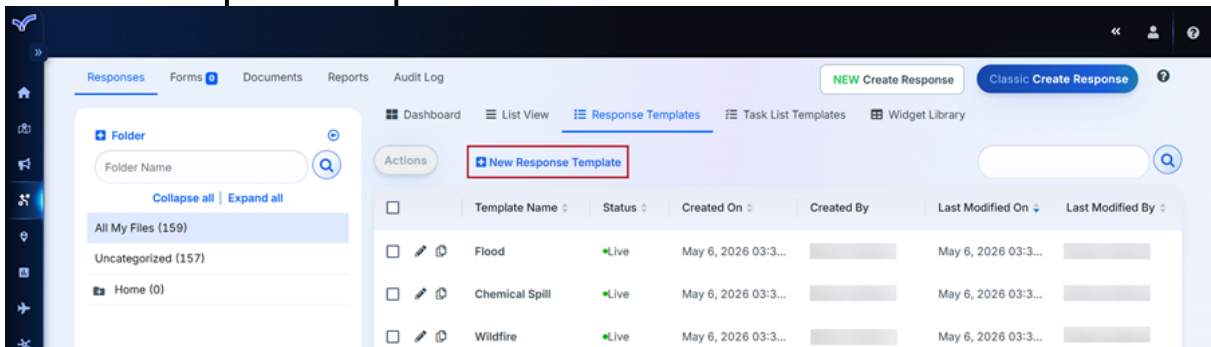 Responses Forms 0 Documents Reports Audit Log NEW Create Response Classic Create Response
Dashboard List View Response Templates Task List Templates Widget Library
Folder
Folder Name
Collapse all | Expand all
All My Files (159)
Uncategorized (157)
Home (0)
Actions New Response Template
Template Name Status Created On Created By Last Modified On Last Modified By
Flood Live May 6, 2026 03:3... May 6, 2026 03:3...
Chemical Spill Live May 6, 2026 03:3... May 6, 2026 03:3...
Wildfire Live May 6, 2026 03:3... May 6, 2026 03:3...